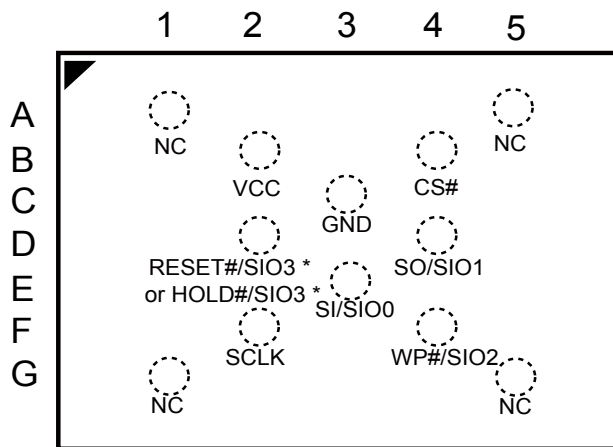 1 2 3 4 5
A
NC NC
B
VCC CS#
C
GND
D
RESET#/SIO3 * SO/SIO1
E
or HOLD#/SIO3 * SI/SIO0
F
SCLK WP#/SIO2
G
NC NC